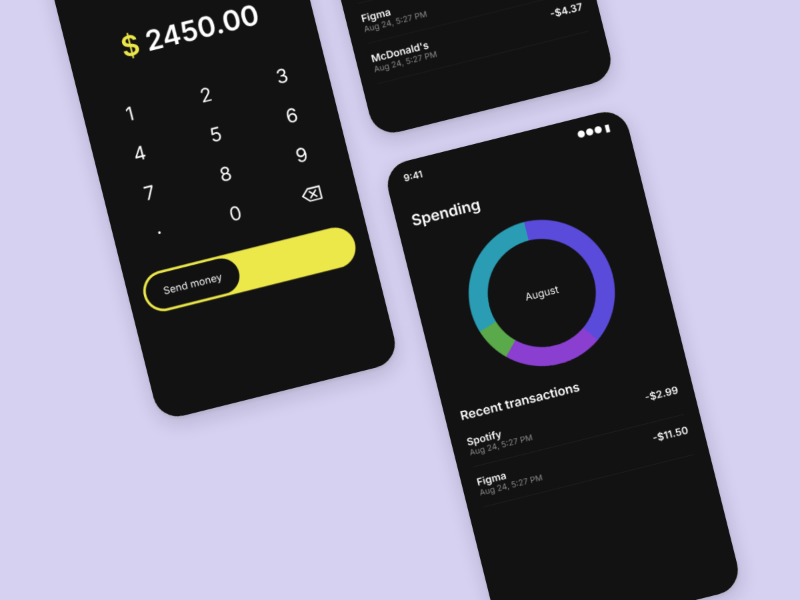 $ 2450.00
1 2 3
4 5 6
7 8 9
. 0
Send money
Figma
Aug 24, 5:27 PM
McDonald's
Aug 24, 5:27 PM
-$4.37
9:41
Spending
August
Recent transactions
Spotify
Aug 24, 5:27 PM
-$2.99
Figma
Aug 24, 5:27 PM
-$11.50